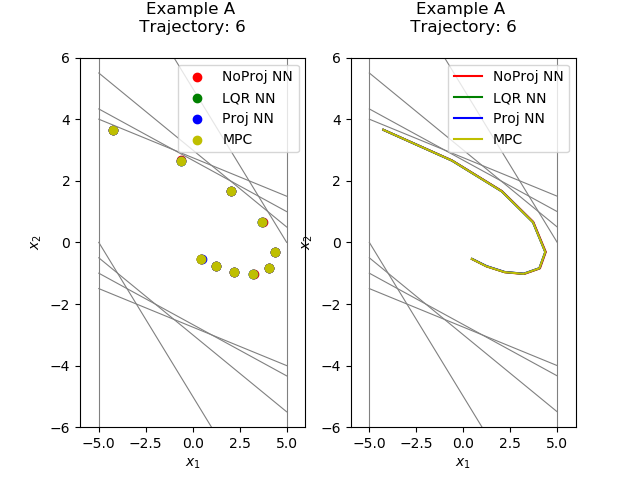 Example A
Trajectory: 6
6
4
2
0
−2
−4
−6
x₂
−5.0
−2.5
0.0
2.5
5.0
x₁
NoProj NN
LQR NN
Proj NN
MPC
Example A
Trajectory: 6
6
4
2
0
−2
−4
−6
x₂
−5.0
−2.5
0.0
2.5
5.0
x₁
NoProj NN
LQR NN
Proj NN
MPC